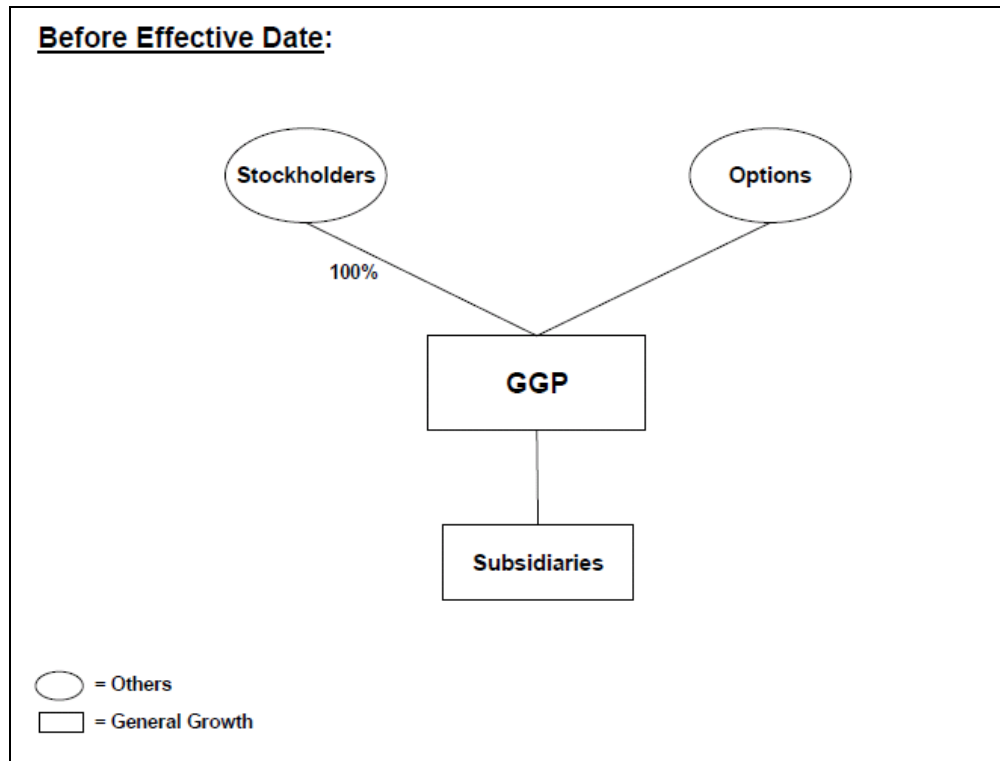 Before Effective Date:
Stockholders
Options
100%
GGP
Subsidiaries
= Others
= General Growth